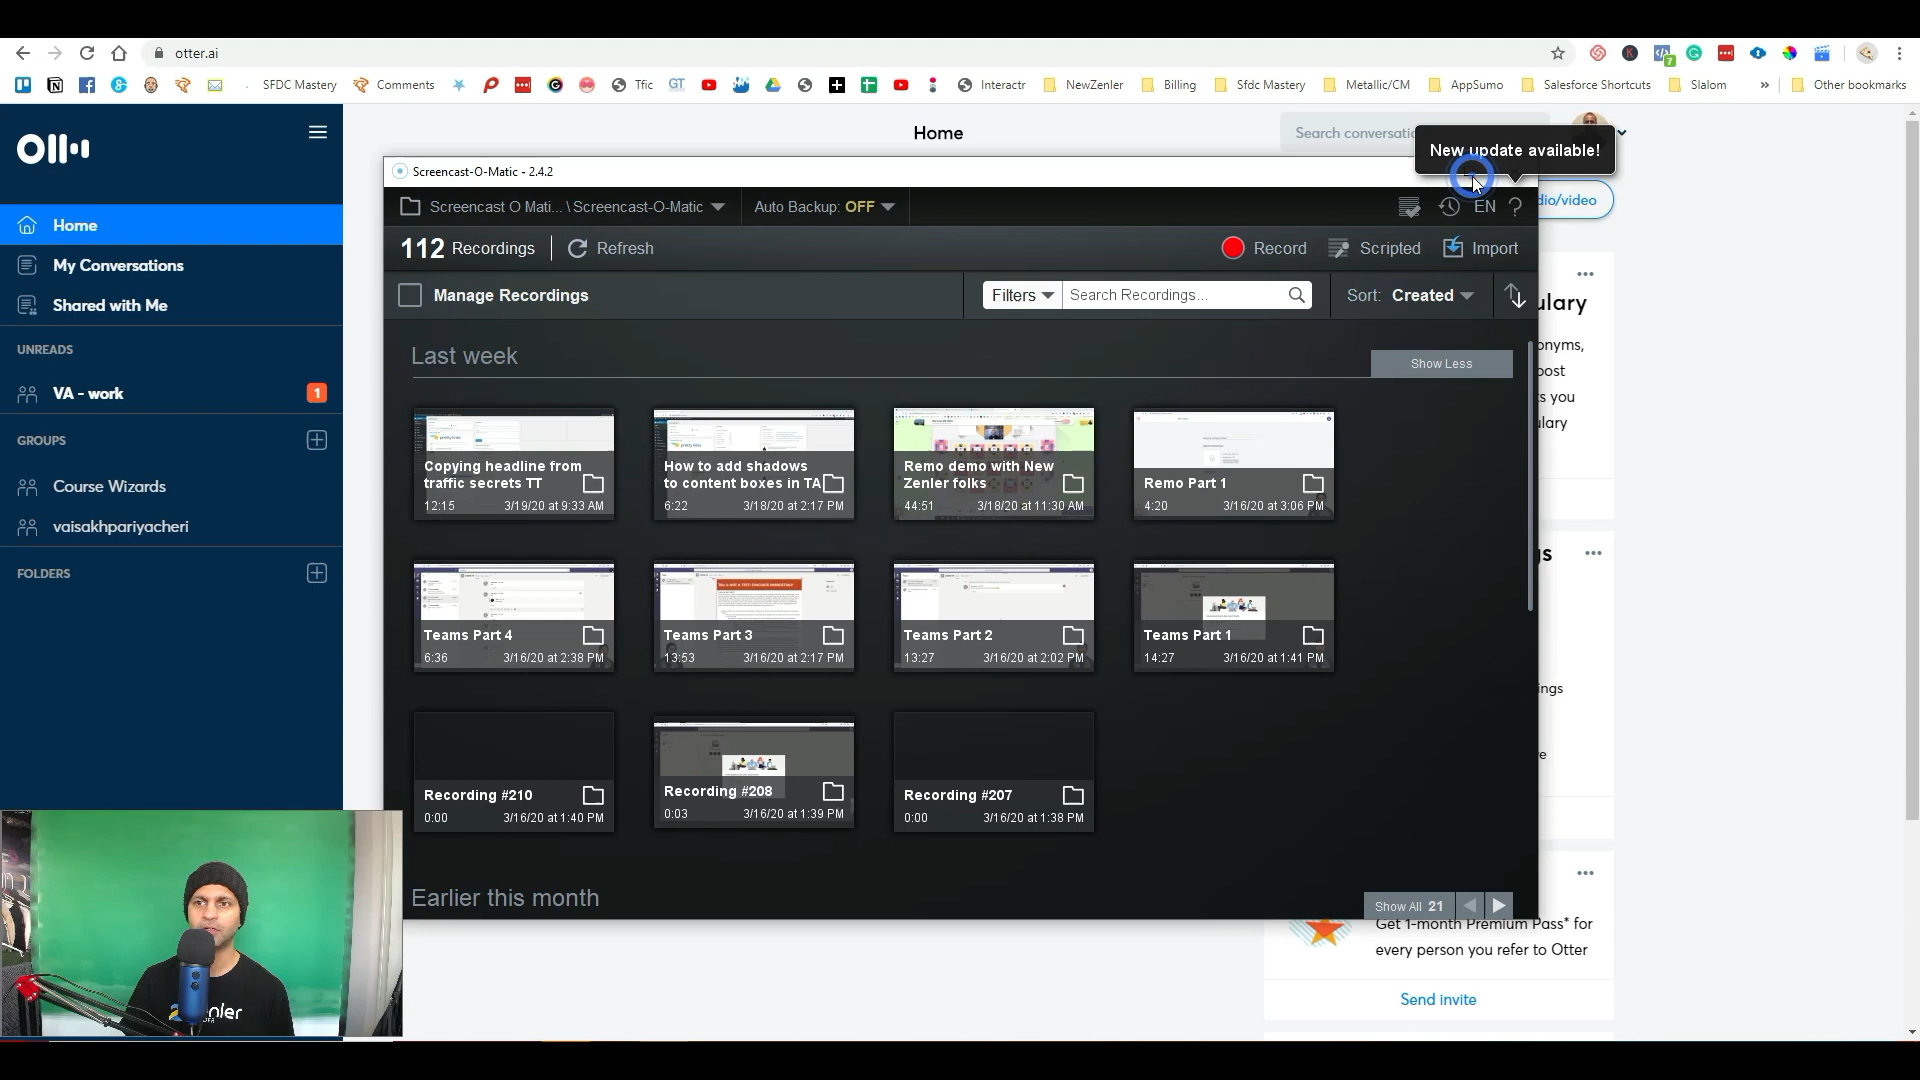 otter.ai
SFDC Mastery
Comments
Tfic
GT
Interactr
NewZenler
Billing
Sfdc Mastery
Metallic/CM
AppSumo
Salesforce Shortcuts
Slalom
»
Other bookmarks
Home
Search conversatio
New update available!
Home
My Conversations
Shared with Me
UNREADS
VA - work
1
GROUPS
Course Wizards
vaisakhpariyacheri
FOLDERS
Screencast-O-Matic - 2.4.2
Screencast O Mati... \ Screencast-O-Matic
Auto Backup: OFF
EN ?
dio/video
112 Recordings
Refresh
Record
Scripted
Import
Manage Recordings
Filters
Search Recordings...
Sort: Created
Last week
Show Less
Copying headline from
traffic secrets TT
12:15 3/19/20 at 9:33 AM
How to add shadows
to content boxes in TA
6:22 3/18/20 at 2:17 PM
Remo demo with New
Zenler folks
44:51 3/18/20 at 11:30 AM
Remo Part 1
4:20 3/16/20 at 3:06 PM
Teams Part 4
6:36 3/16/20 at 2:38 PM
Teams Part 3
13:53 3/16/20 at 2:17 PM
Teams Part 2
13:27 3/16/20 at 2:02 PM
Teams Part 1
14:27 3/16/20 at 1:41 PM
Recording #210
0:00 3/16/20 at 1:40 PM
Recording #208
0:03 3/16/20 at 1:39 PM
Recording #207
0:00 3/16/20 at 1:38 PM
Earlier this month
Show All 21
ulary
onyms,
post
s you
ulary
gs
ings
e
Get 1-month Premium Pass* for
every person you refer to Otter
Send invite